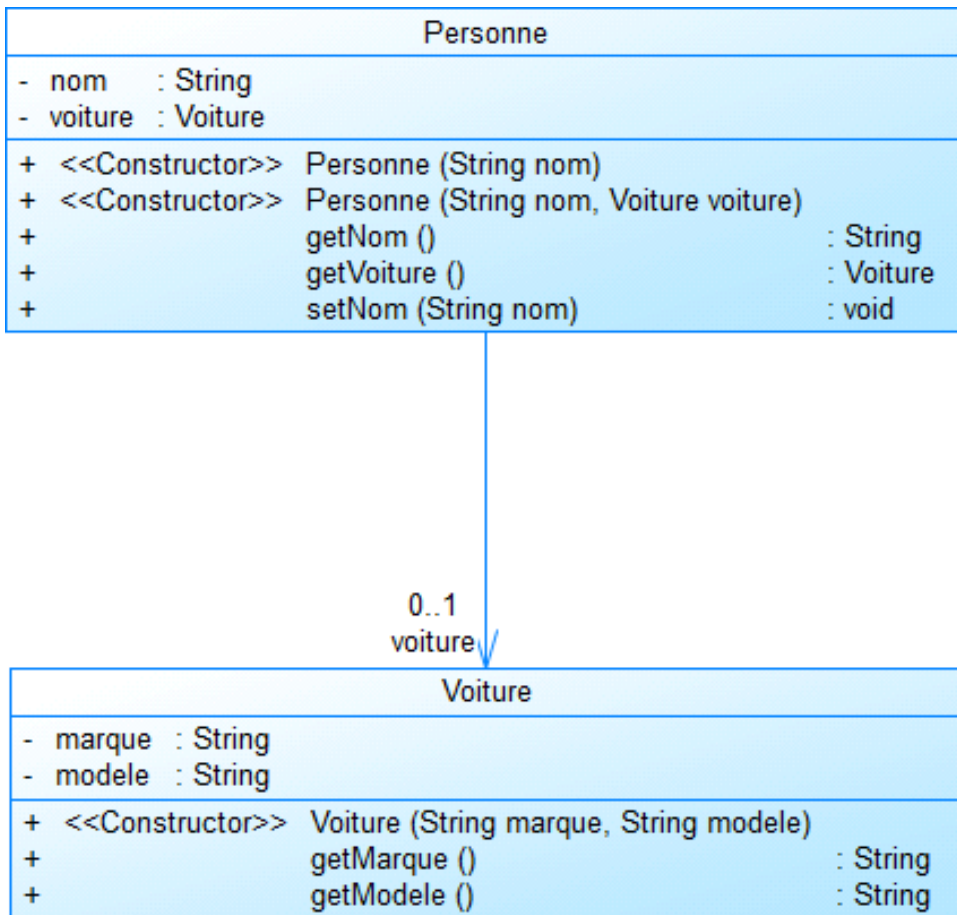 Personne
- nom : String
- voiture : Voiture
+ <<Constructor>> Personne (String nom)
+ <<Constructor>> Personne (String nom, Voiture voiture)
+ getNom () : String
+ getVoiture () : Voiture
+ setNom (String nom) : void
0..1
voiture
Voiture
- marque : String
- modele : String
+ <<Constructor>> Voiture (String marque, String modele)
+ getMarque () : String
+ getModele () : String